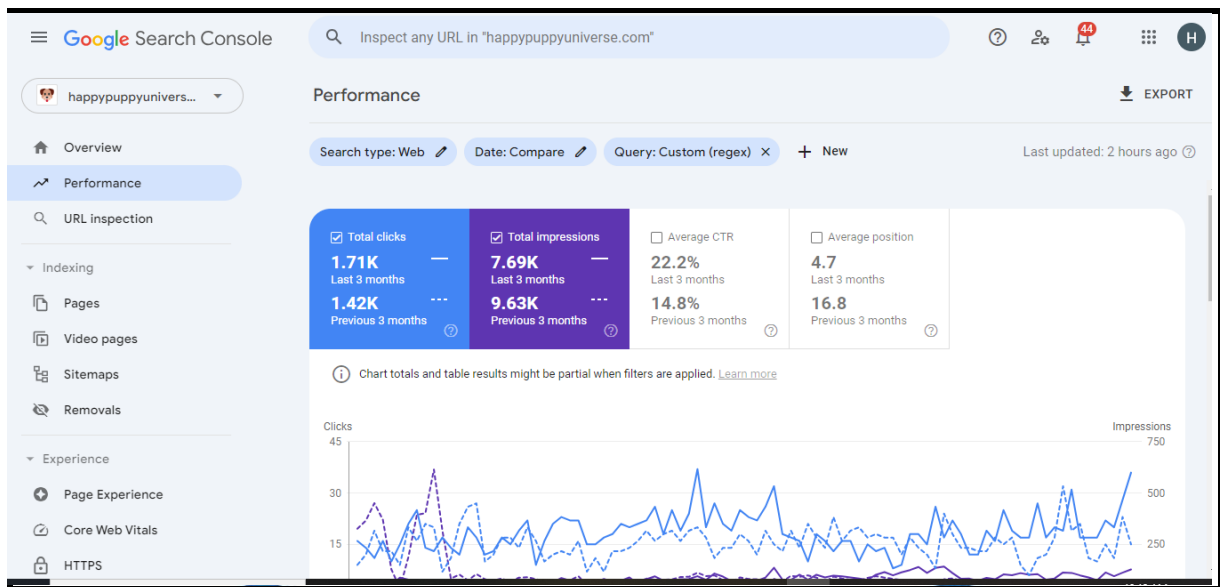 Google Search Console
Inspect any URL in "happypuppyuniverse.com"
44
H
happypuppyunivers...
Performance
EXPORT
Search type: Web
Date: Compare
Query: Custom (regex)
New
Last updated: 2 hours ago
Overview
Performance
URL inspection
Indexing
Pages
Video pages
Sitemaps
Removals
Experience
Page Experience
Core Web Vitals
HTTPS
Total clicks
1.71K
Last 3 months
1.42K
Previous 3 months
Total impressions
7.69K
Last 3 months
9.63K
Previous 3 months
Average CTR
22.2%
Last 3 months
14.8%
Previous 3 months
Average position
4.7
Last 3 months
16.8
Previous 3 months
Chart totals and table results might be partial when filters are applied. Learn more
Clicks
Impressions
45
750
30
500
15
250